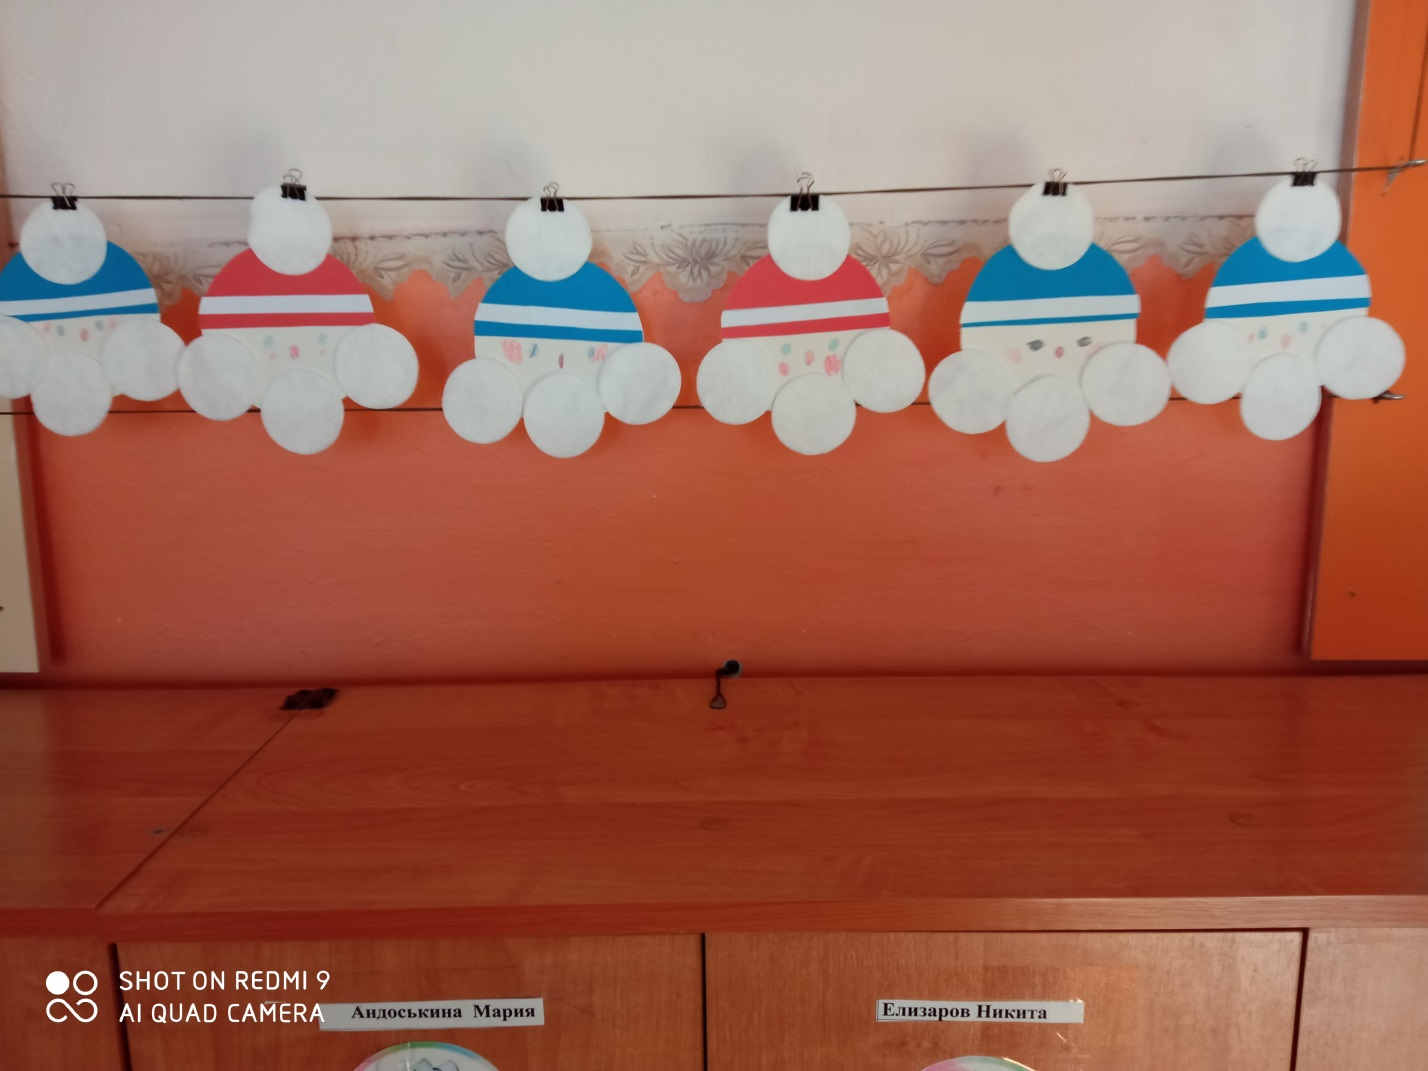 SHOT ON REDMI 9
AI QUAD CAMERA
Андоськина Мария
Елизаров Никита